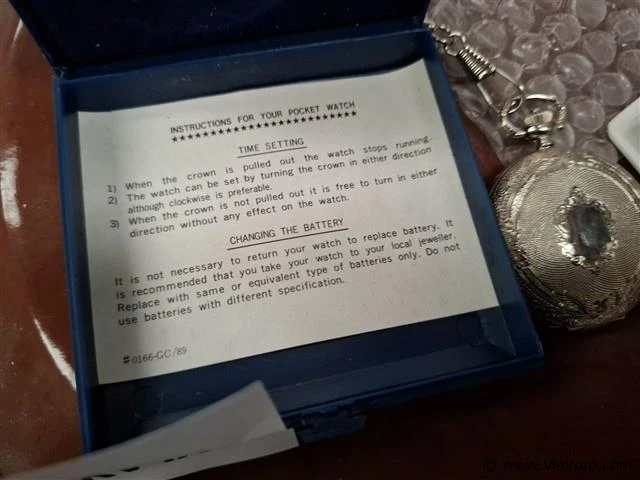 INSTRUCTIONS FOR YOUR POCKET WATCH
★★★★★★★★★★★★★★★★★★★★★★★★★
TIME SETTING
1) When the crown is pulled out the watch stops running.
2) The watch can be set by turning the crown in either direction
although clockwise is preferable.
3) When the crown is not pulled out it is free to turn in either
direction without any effect on the watch.
CHANGING THE BATTERY
It is not necessary to return your watch to replace battery. It
is recommended that you take your watch to your local jeweller.
Replace with same or equivalent type of batteries only. Do not
use batteries with different specification.
#0166-GC/89
© www.vlavem.com